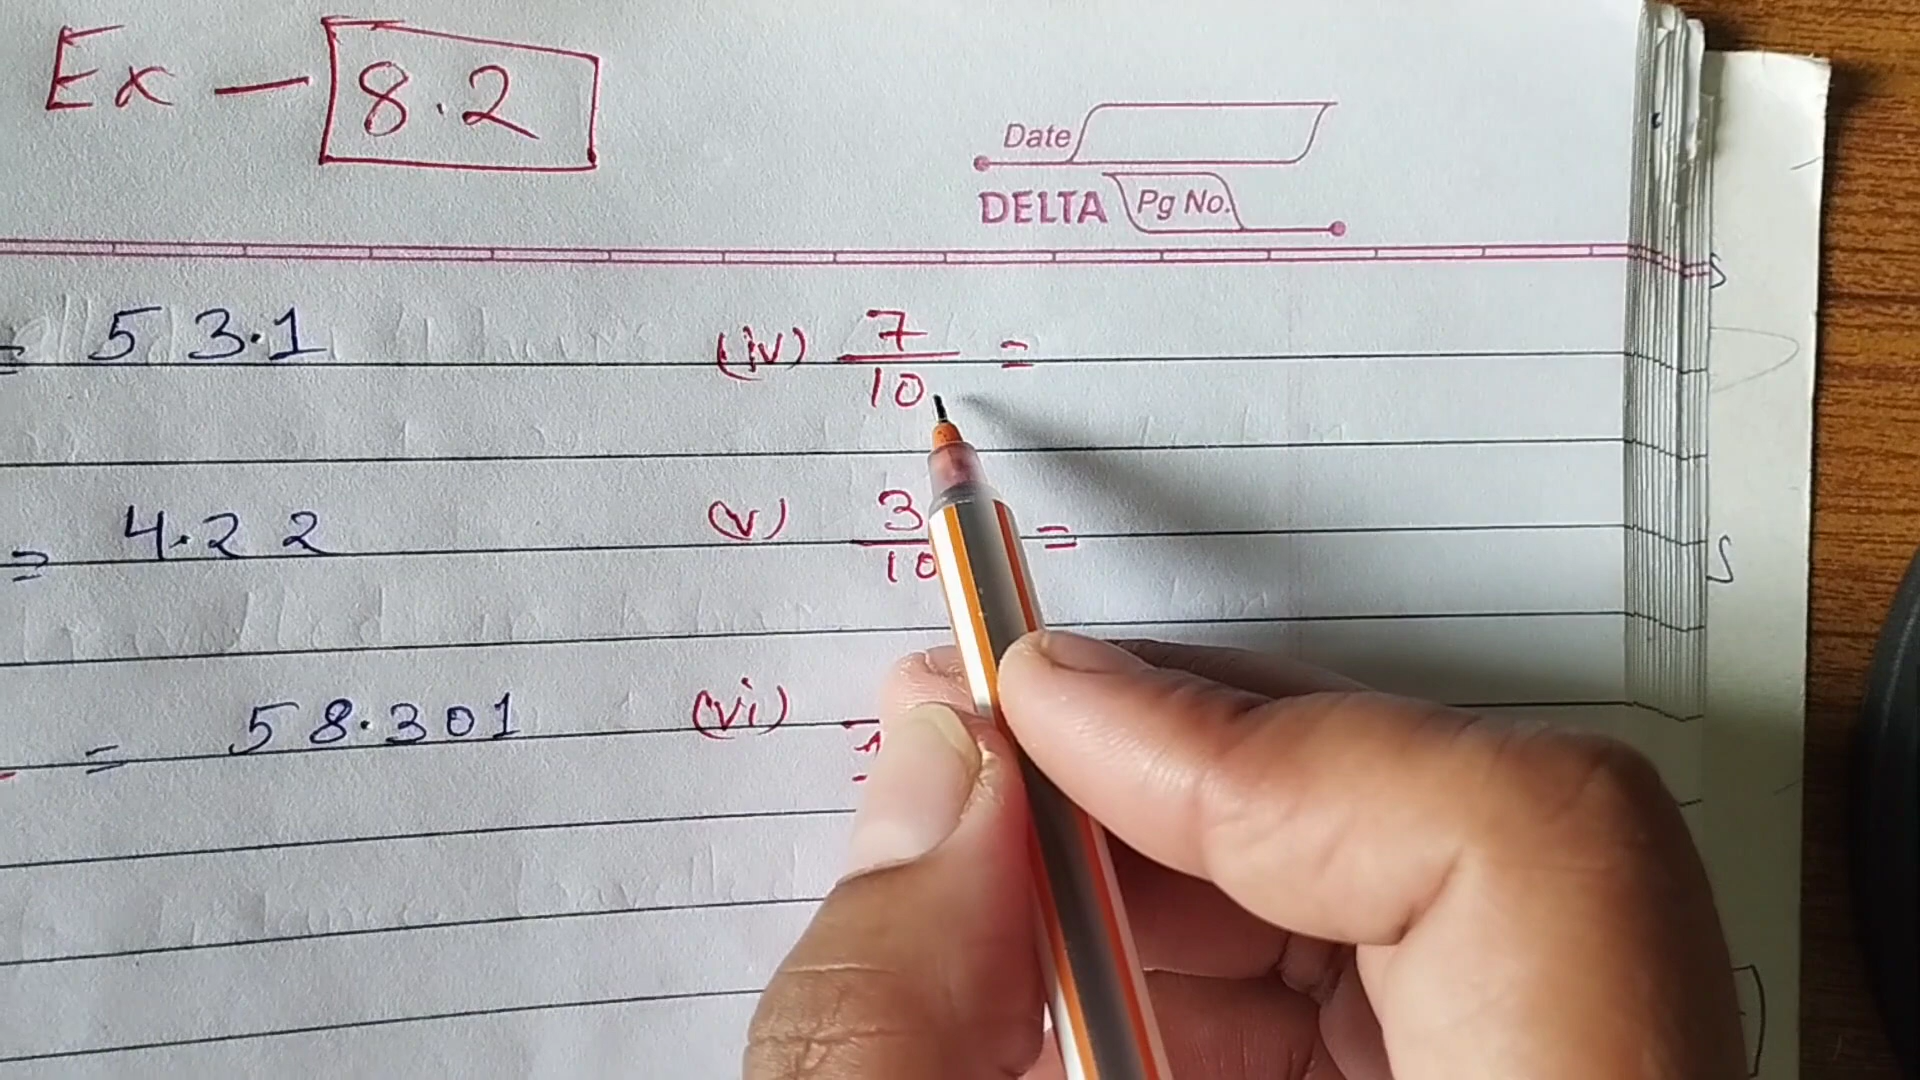 Ex – 8.2
Date
DELTA Pg No.
= 53.1 (iv) 7/10 =
= 4.22 (v) 3/10 =
= 58.301 (vi)